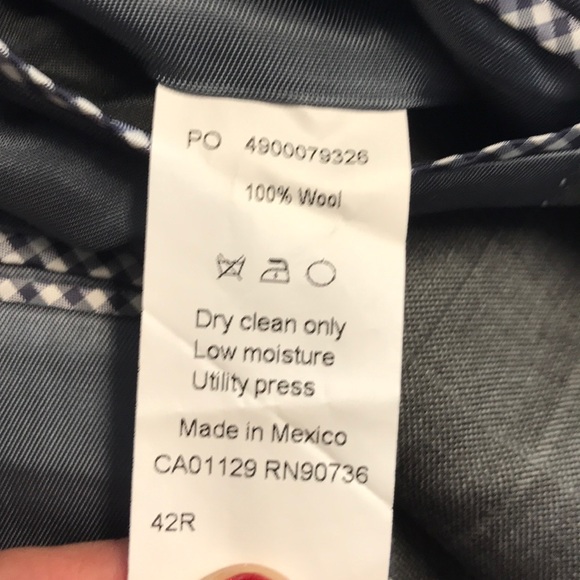 PO 4900079326
100% Wool
Dry clean only
Low moisture
Utility press
Made in Mexico
CA01129 RN90736
42R